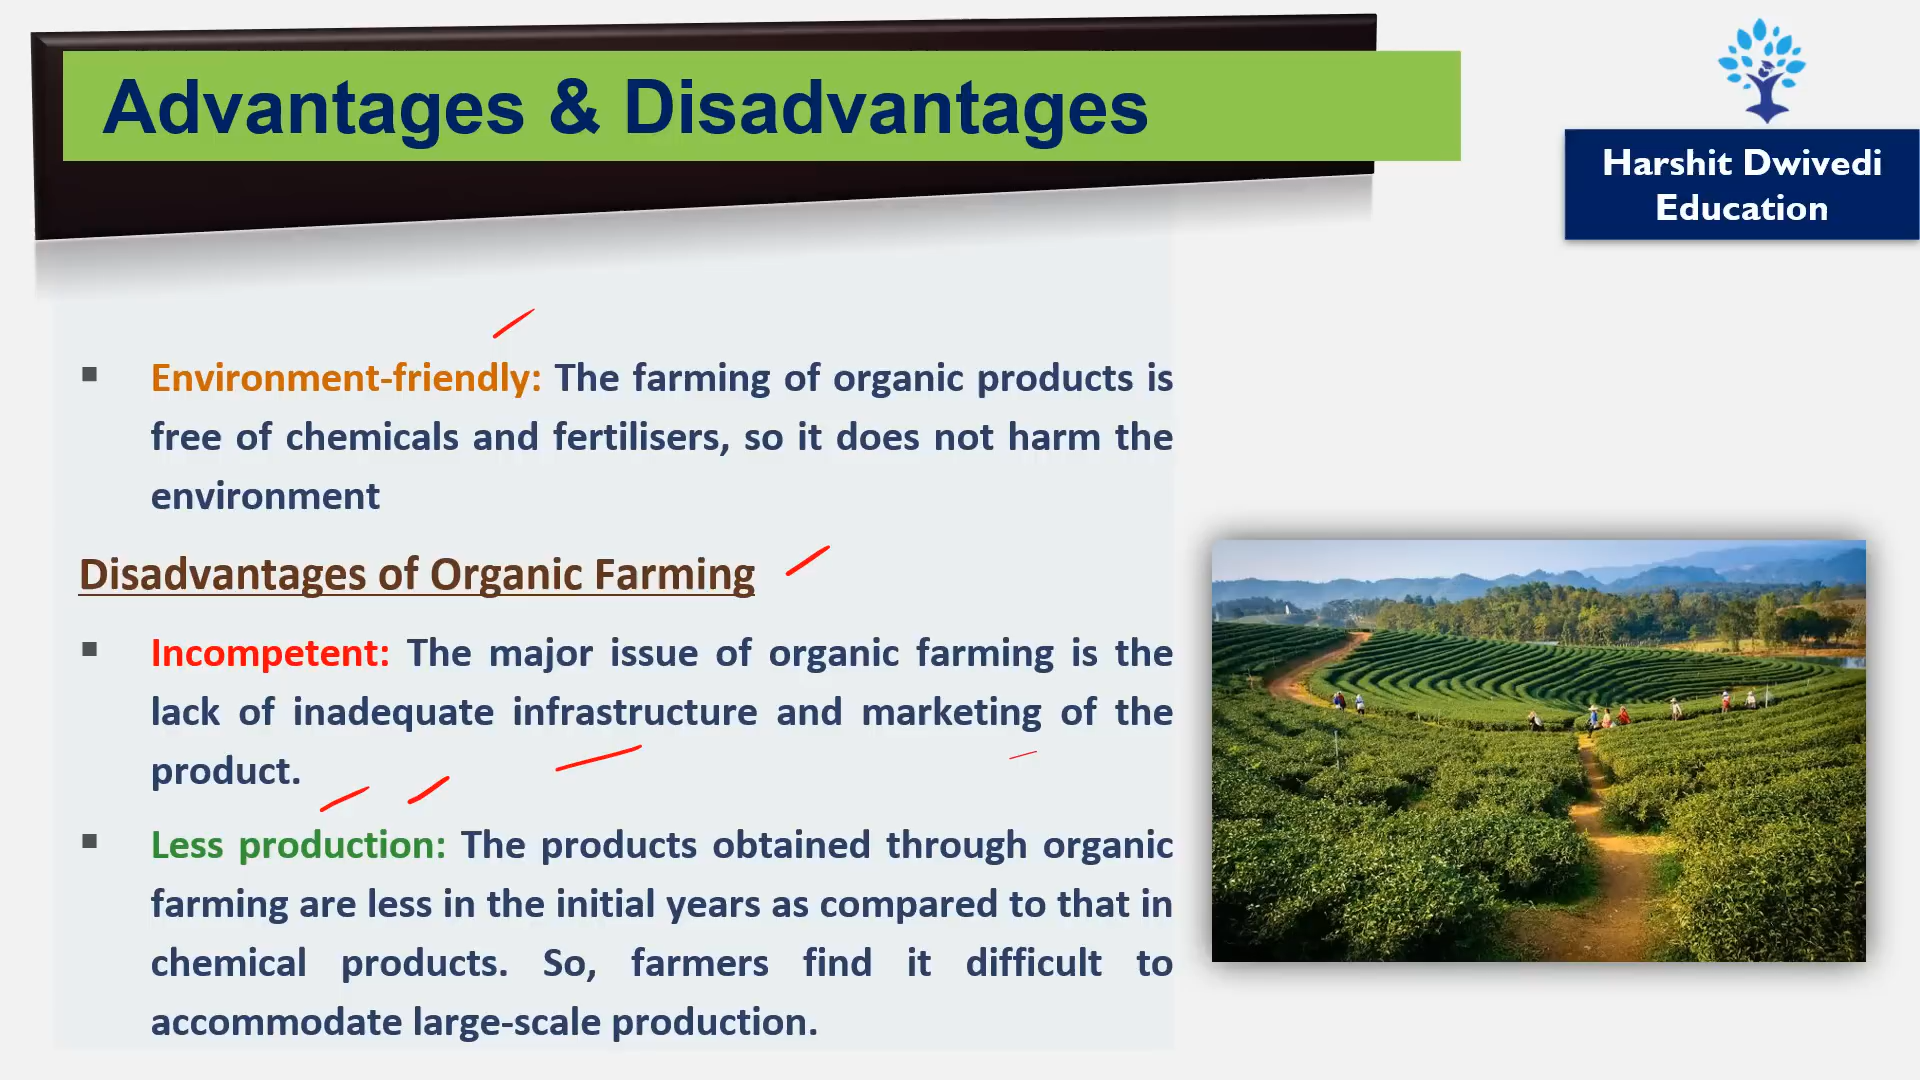 Advantages & Disadvantages
Harshit Dwivedi
Education
▪ Environment-friendly: The farming of organic products is
free of chemicals and fertilisers, so it does not harm the
environment
Disadvantages of Organic Farming
▪ Incompetent: The major issue of organic farming is the
lack of inadequate infrastructure and marketing of the
product.
▪ Less production: The products obtained through organic
farming are less in the initial years as compared to that in
chemical products. So, farmers find it difficult to
accommodate large-scale production.